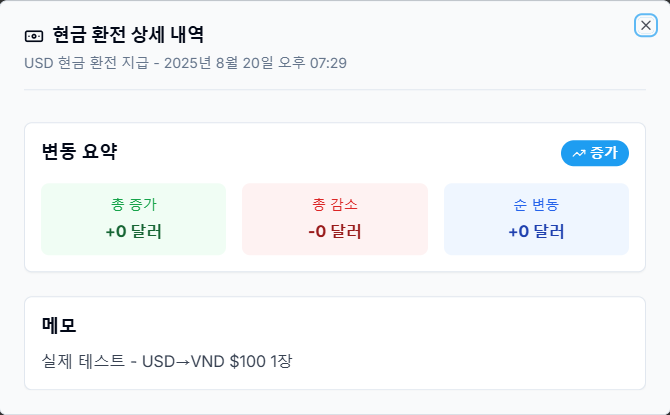 현금 환전 상세 내역
USD 현금 환전 지급 - 2025년 8월 20일 오후 07:29
변동 요약
증가
총 증가
+0 달러
총 감소
-0 달러
순 변동
+0 달러
메모
실제 테스트 - USD→VND $100 1장